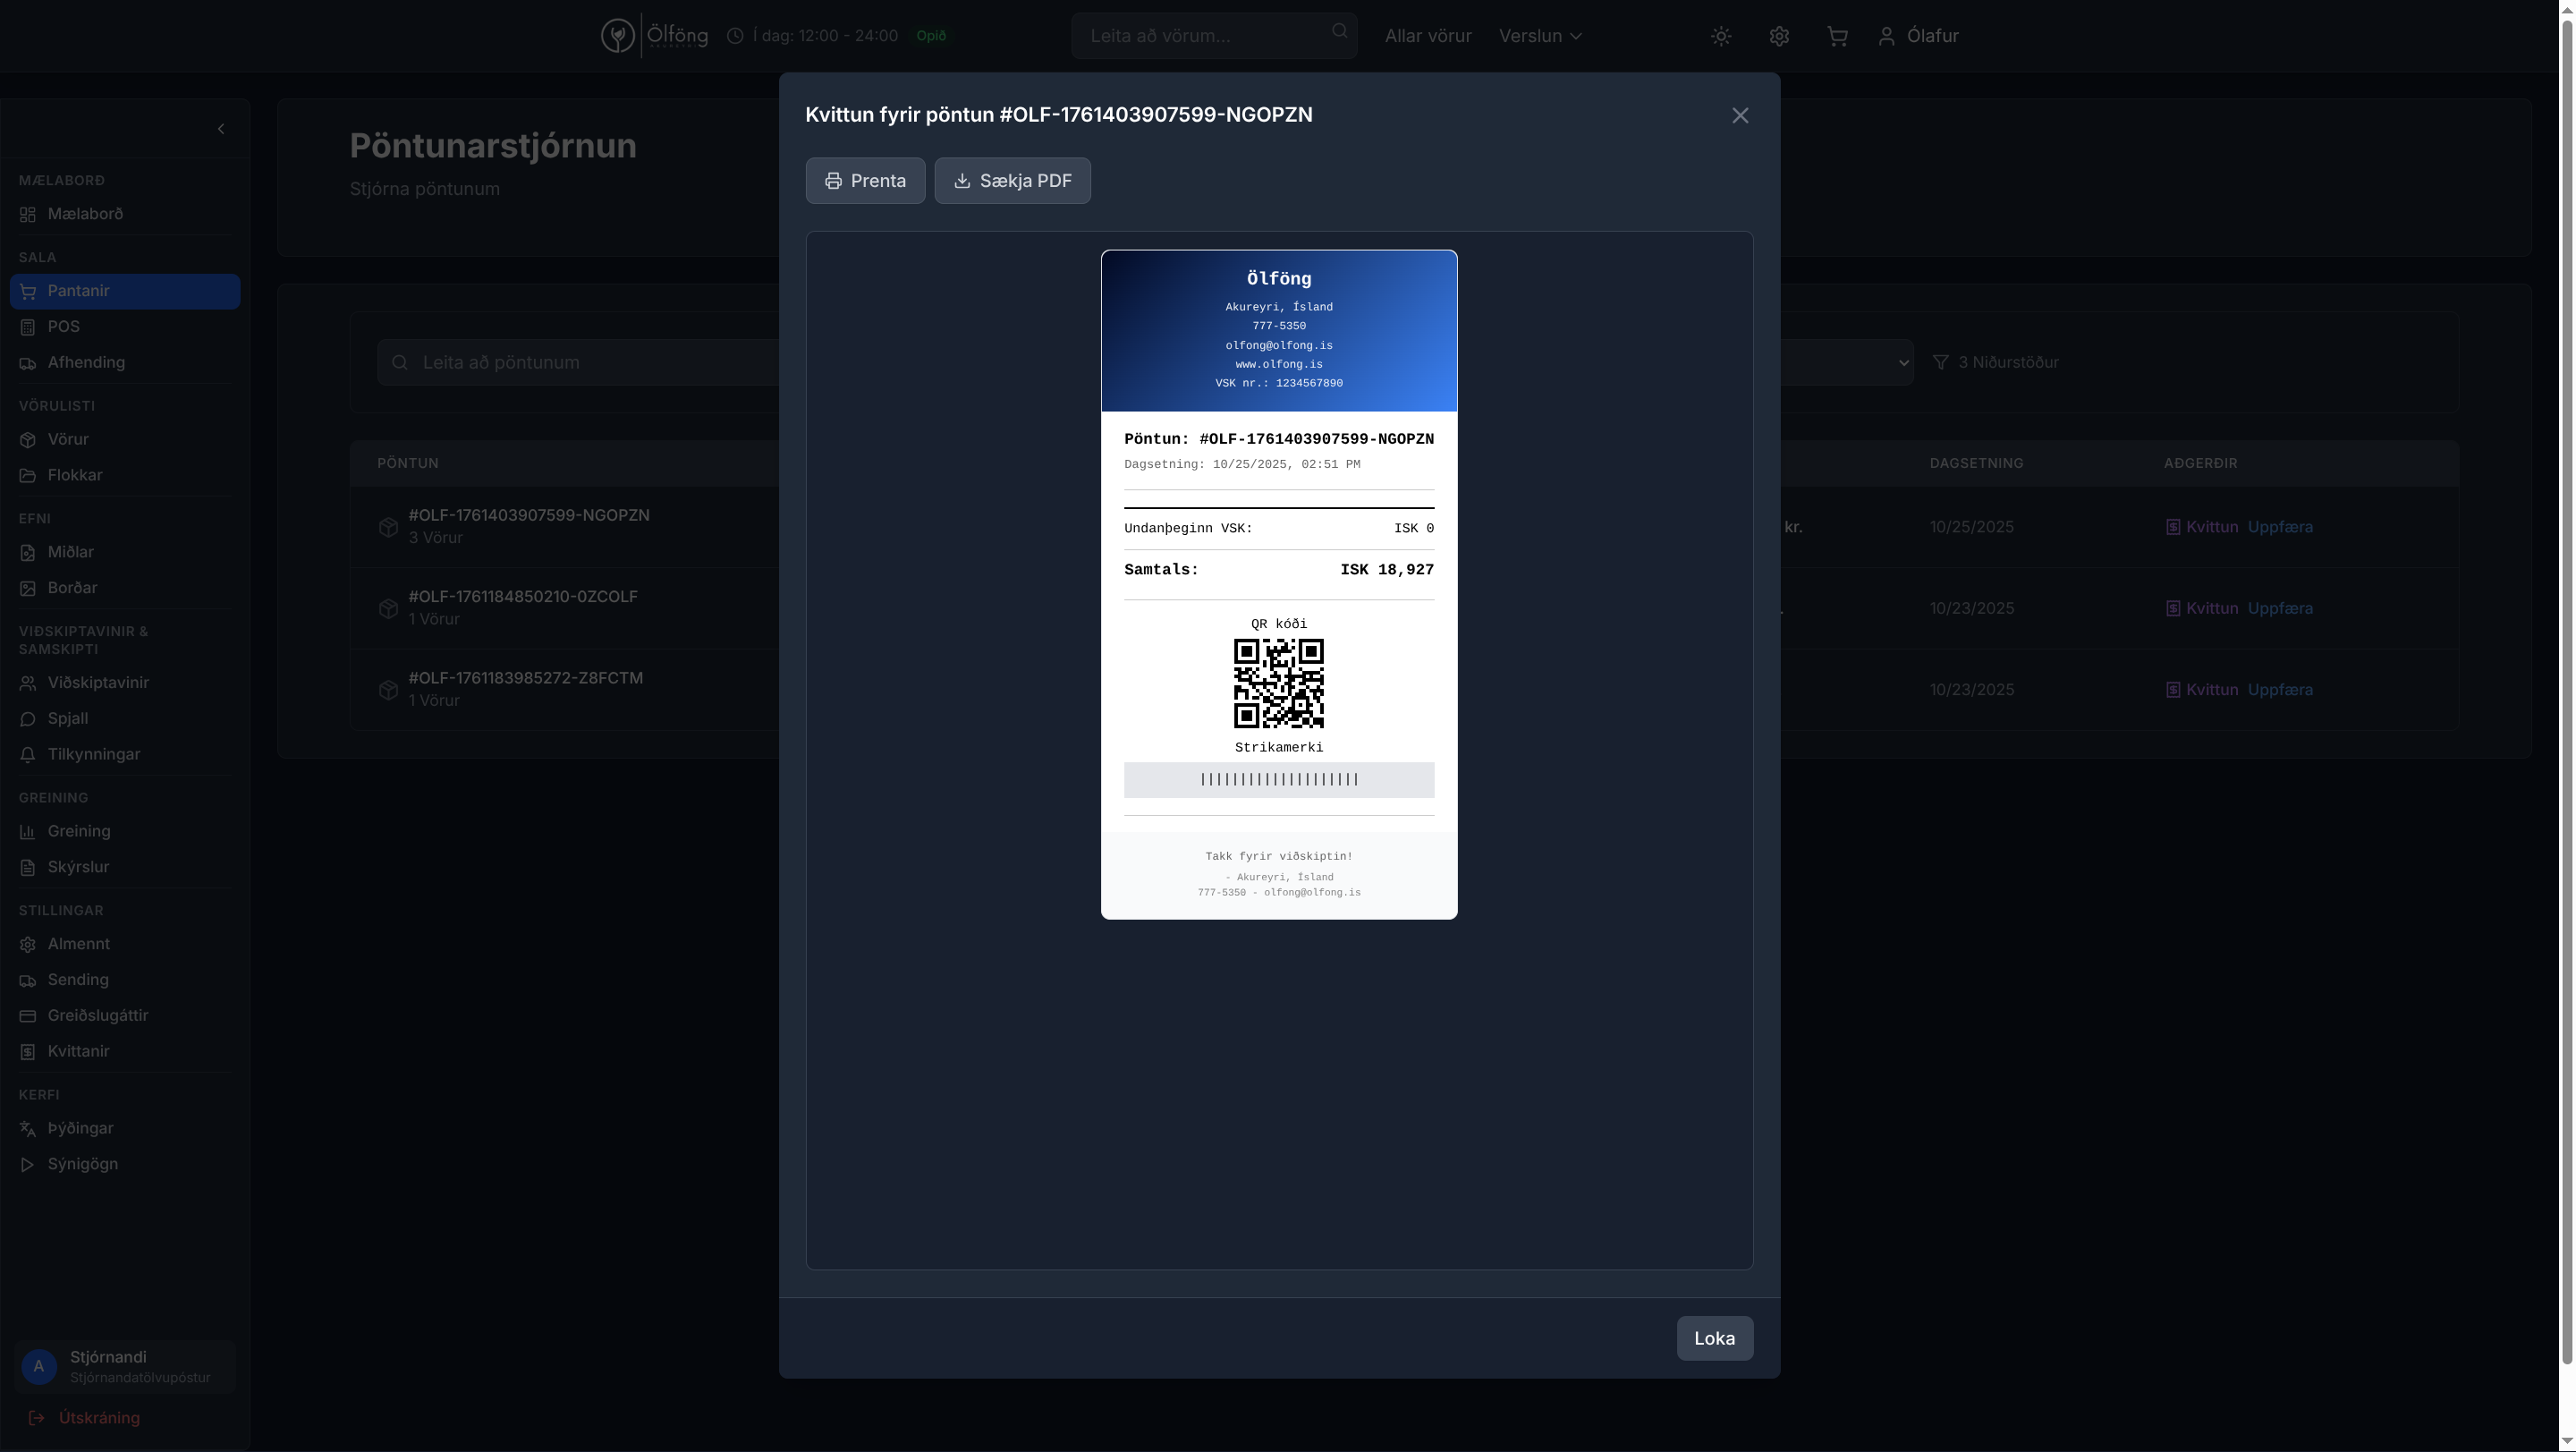 Ölföng
AKUREYRI
Í dag: 12:00 - 24:00
Opið
Leita að vörum...
Allar vörur
Verslun
Ólafur
MÆLABORÐ
Mælaborð
SALA
Pantanir
POS
Afhending
VÖRULISTI
Vörur
Flokkar
EFNI
Miðlar
Borðar
VIÐSKIPTAVINIR &
SAMSKIPTI
Viðskiptavinir
Spjall
Tilkynningar
GREINING
Greining
Skýrslur
STILLINGAR
Almennt
Sending
Greiðslugáttir
Kvittanir
KERFI
Þýðingar
Sýnigögn
A
Stjórnandi
Stjórnandatölvupóstur
Útskráning
Pöntunarstjórnun
Stjórna pöntunum
Leita að pöntunum
3 Niðurstöður
PÖNTUN
DAGSETNING
AÐGERÐIR
#OLF-1761403907599-NGOPZN
3 Vörur
kr.
10/25/2025
Kvittun Uppfæra
#OLF-1761184850210-0ZCOLF
1 Vörur
10/23/2025
Kvittun Uppfæra
#OLF-1761183985272-Z8FCTM
1 Vörur
10/23/2025
Kvittun Uppfæra
Kvittun fyrir pöntun #OLF-1761403907599-NGOPZN
Prenta
Sækja PDF
Ölföng
Akureyri, Ísland
777-5350
olfong@olfong.is
www.olfong.is
VSK nr.: 1234567890
Pöntun: #OLF-1761403907599-NGOPZN
Dagsetning: 10/25/2025, 02:51 PM
Undanþeginn VSK: ISK 0
Samtals: ISK 18,927
QR kóði
Strikamerki
||||||||||||||||||||
Takk fyrir viðskiptin!
- Akureyri, Ísland
777-5350 - olfong@olfong.is
Loka